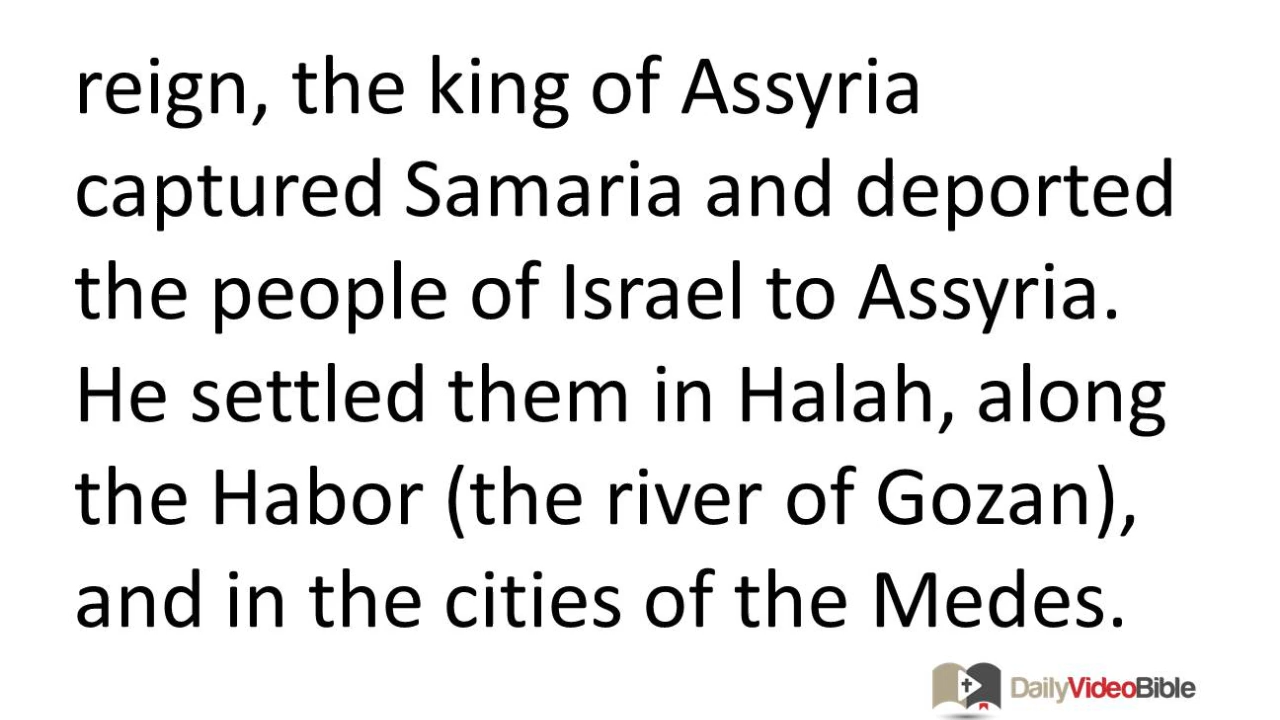 reign, the king of Assyria
captured Samaria and deported
the people of Israel to Assyria.
He settled them in Halah, along
the Habor (the river of Gozan),
and in the cities of the Medes.
DailyVideoBible